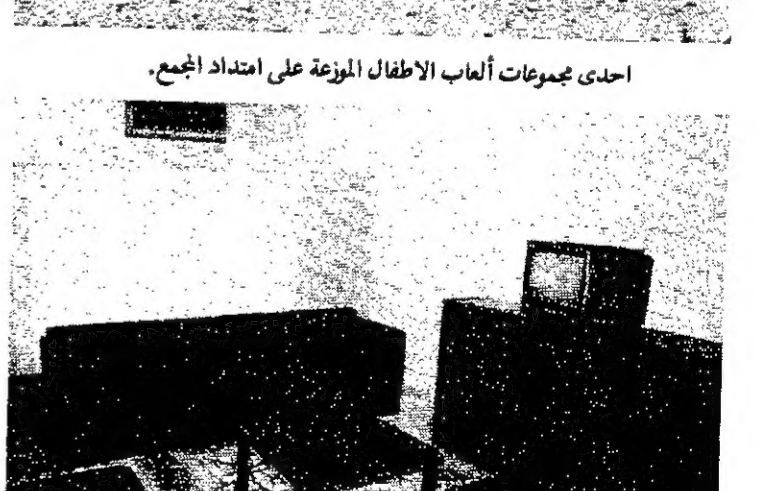 احدى مجموعات ألعاب الاطفال الموزعة على امتداد المجمع.